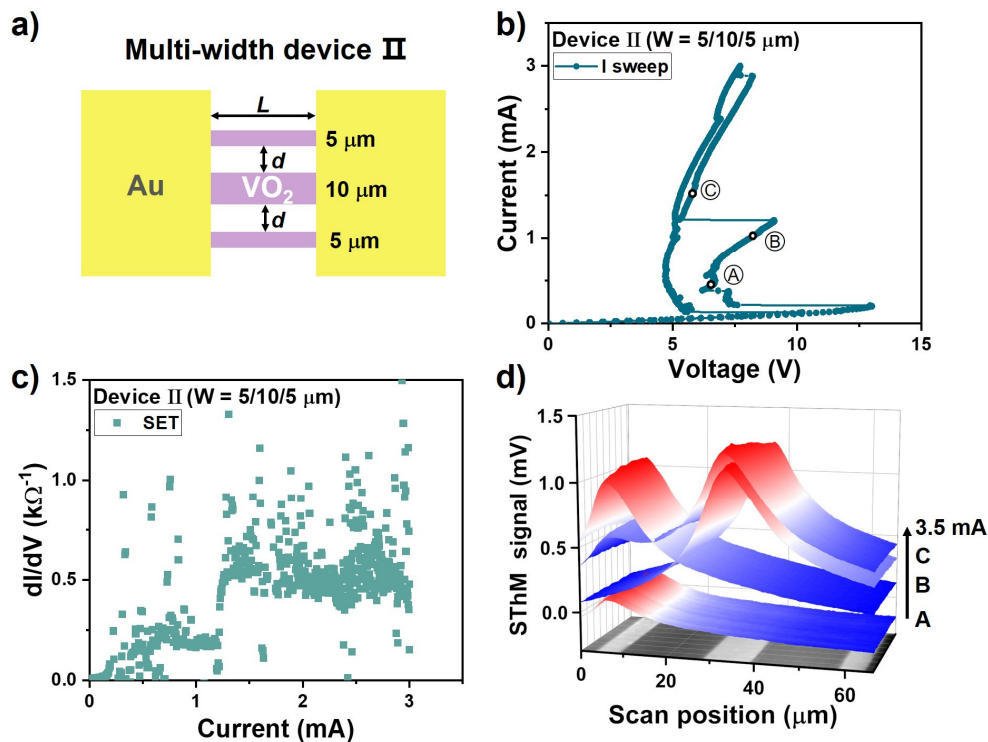 a)
Multi-width device Ⅱ
L
5 μm
d
Au
VO₂
10 μm
d
5 μm
b)
Device Ⅱ (W = 5/10/5 μm)
I sweep
Current (mA)
3
2
1
0
Ⓒ
Ⓑ
Ⓐ
0
5
10
15
Voltage (V)
c)
Device Ⅱ (W = 5/10/5 μm)
SET
dI/dV (kΩ⁻¹)
1.5
1.0
0.5
0.0
0
1
2
3
Current (mA)
d)
SThM signal (mV)
1.5
1.0
0.5
0.0
3.5 mA
C
B
A
0
20
40
60
Scan position (μm)